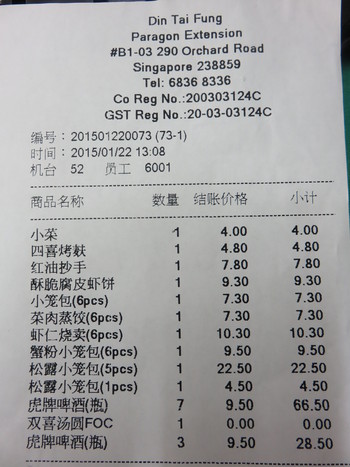 Din Tai Fung
Paragon Extension
#B1-03 290 Orchard Road
Singapore 238859
Tel: 6836 8336
Co Reg No.:200303124C
GST Reg No.:20-03-03124C
编号：201501220073 (73-1)
时间：2015/01/22 13:08
机台 52 员工 6001
商品名称 数量 结账价格 小计
小菜 1 4.00 4.00
四喜烤麸 1 4.80 4.80
红油抄手 1 7.80 7.80
酥脆腐皮虾饼 1 9.30 9.30
小笼包(6pcs) 1 7.30 7.30
菜肉蒸饺(6pcs) 1 7.30 7.30
虾仁烧卖(6pcs) 1 10.30 10.30
蟹粉小笼包(6pcs) 1 9.50 9.50
松露小笼包(5pcs) 1 22.50 22.50
松露小笼包(1pcs) 1 4.50 4.50
虎牌啤酒(瓶) 7 9.50 66.50
双喜汤圆FOC 1 0.00 0.00
虎牌啤酒(瓶) 3 9.50 28.50